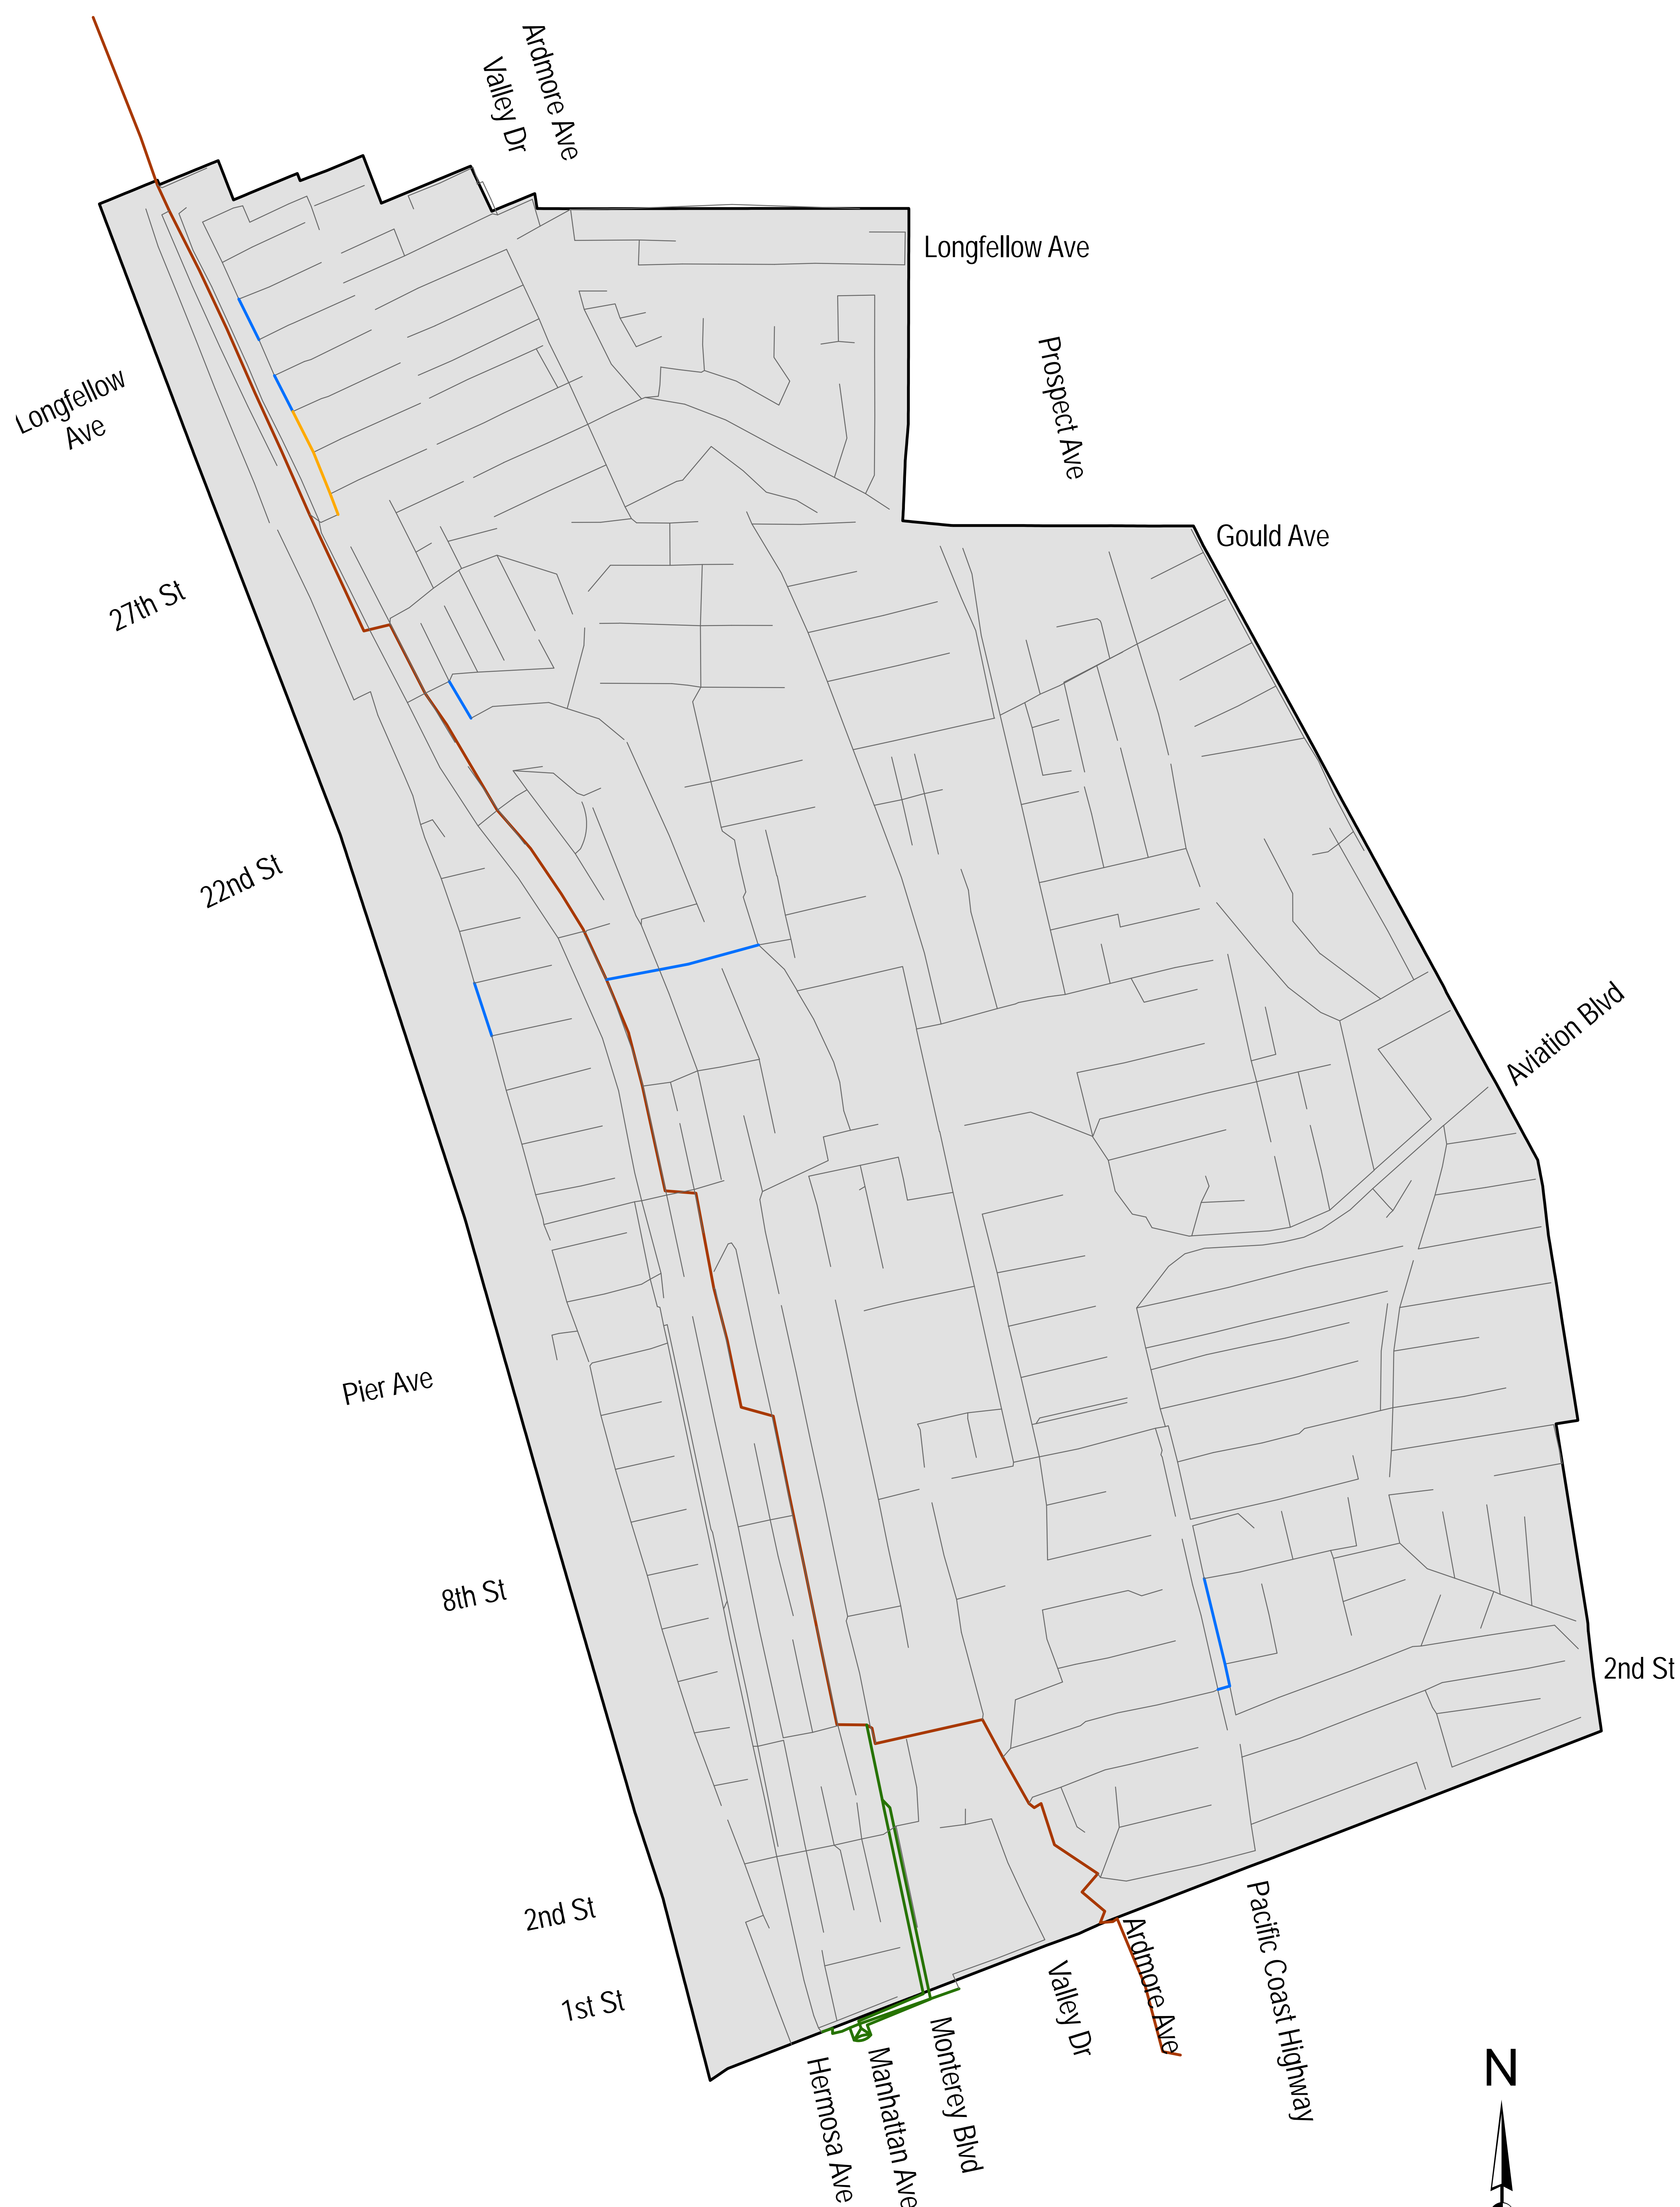 Ardmore Ave
Valley Dr
Longfellow Ave
Prospect Ave
Longfellow
Ave
Gould Ave
27th St
22nd St
Aviation Blvd
Pier Ave
8th St
2nd St
2nd St
1st St
Pacific Coast Highway
Ardmore Ave
Valley Dr
Monterey Blvd
Manhattan Ave
Hermosa Ave
N